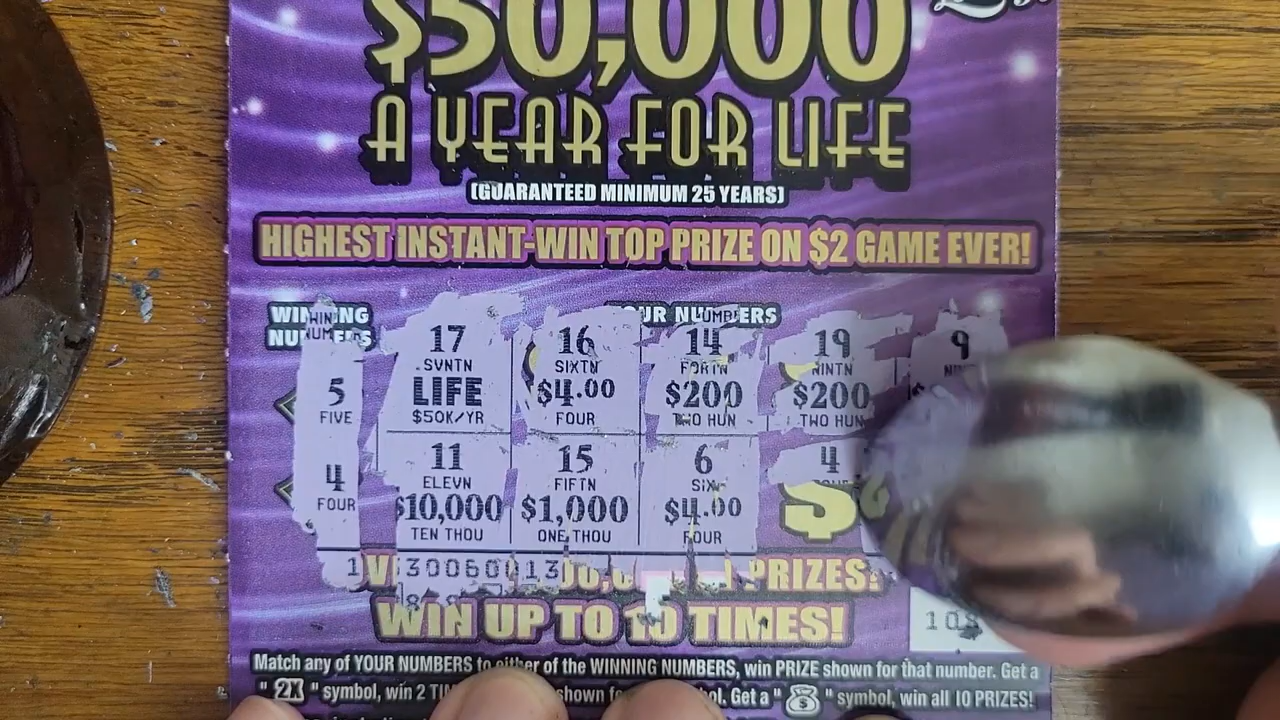 $50,000
A YEAR FOR LIFE
(GUARANTEED MINIMUM 25 YEARS)
HIGHEST INSTANT-WIN TOP PRIZE ON $2 GAME EVER!
WINNING
NUMBERS
17 16 14 19 9
SVNTN SIXTN FORTN NINTN
5 LIFE $4.00 $200 $200
FIVE $50K/YR FOUR TWO HUN TWO HUN
11 15 6 4
4 ELEVN FIFTN SIX
FOUR $10,000 $1,000 $4.00 $
TEN THOU ONE THOU FOUR
30060013 PRIZES!
WIN UP TO 10 TIMES!
Match any of YOUR NUMBERS to either of the WINNING NUMBERS, win PRIZE shown for that number. Get a
" 2X " symbol, win 2 Get a " $ " symbol, win all 10 PRIZES!